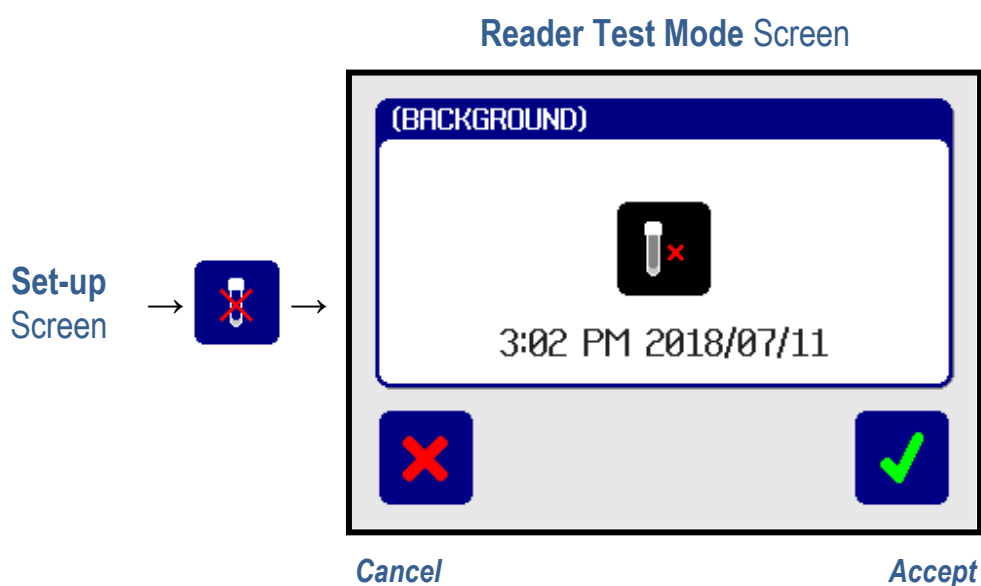 Reader Test Mode Screen
(BACKGROUND)
Set-up
Screen
→ →
3:02 PM 2018/07/11
Cancel Accept